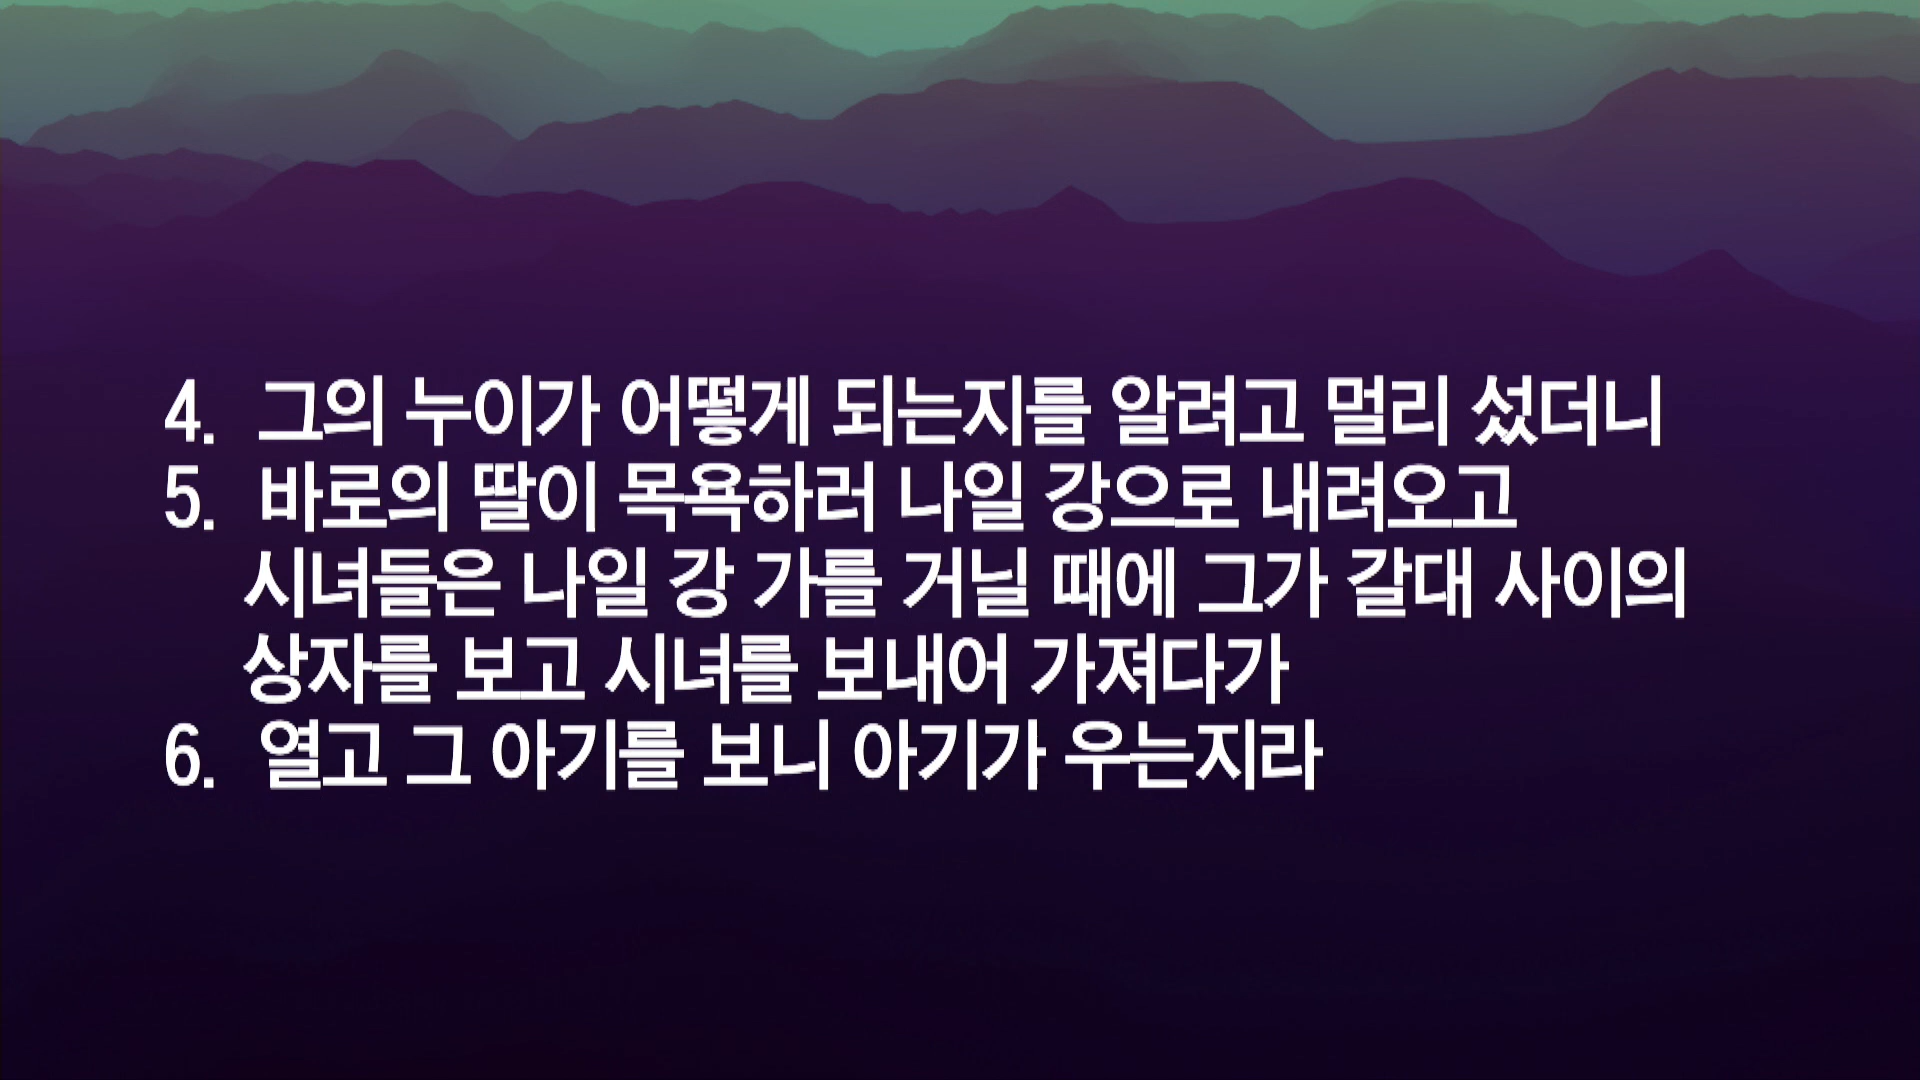 4. 그의 누이가 어떻게 되는지를 알려고 멀리 섰더니
5. 바로의 딸이 목욕하러 나일 강으로 내려오고
시녀들은 나일 강 가를 거닐 때에 그가 갈대 사이의
상자를 보고 시녀를 보내어 가져다가
6. 열고 그 아기를 보니 아기가 우는지라